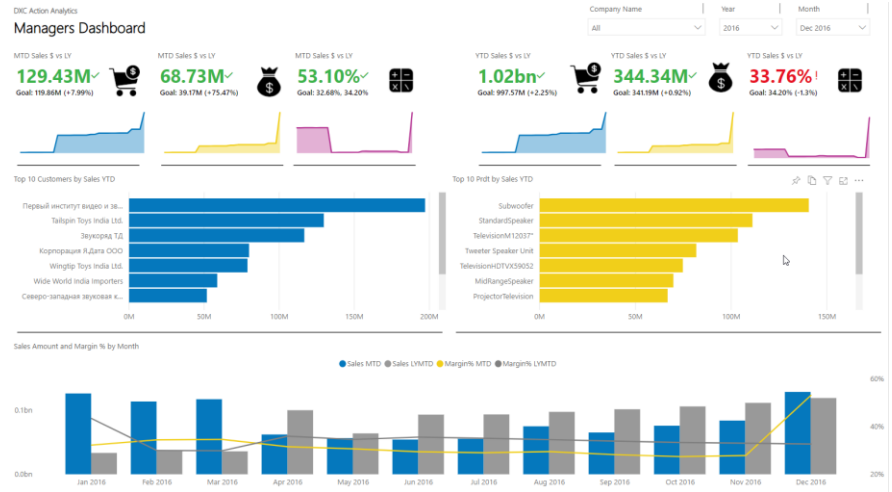 DXC Action Analytics
Managers Dashboard
Company Name
All
Year
2016
Month
Dec 2016
MTD Sales $ vs LY
129.43M
Goal: 119.86M (+7.99%)
MTD Sales $ vs LY
68.73M
Goal: 39.17M (+75.47%)
MTD Sales $ vs LY
53.10%
Goal: 32.68%, 34.20%
YTD Sales $ vs LY
1.02bn
Goal: 997.57M (+2.25%)
YTD Sales $ vs LY
344.34M
Goal: 341.19M (+0.92%)
YTD Sales $ vs LY
33.76%!
Goal: 34.20% (-1.3%)
Top 10 Customers by Sales YTD
Первый институт видео и зв...
Tailspin Toys India Ltd.
Звукоряд ТД
Корпорация Я.Дата ООО
Wingtip Toys India Ltd.
Wide World India Importers
Северо-западная звуковая к...
0M 50M 100M 150M 200M
Top 10 Prdt by Sales YTD
Subwoofer
StandardSpeaker
TelevisionM12037"
Tweeter Speaker Unit
TelevisionHDTVX59052
MidRangeSpeaker
ProjectorTelevision
0M 50M 100M 150M
Sales Amount and Margin % by Month
Sales MTD Sales LYMTD Margin% MTD Margin% LYMTD
0.1bn
0.0bn
60%
40%
20%
Jan 2016 Feb 2016 Mar 2016 Apr 2016 May 2016 Jun 2016 Jul 2016 Aug 2016 Sep 2016 Oct 2016 Nov 2016 Dec 2016